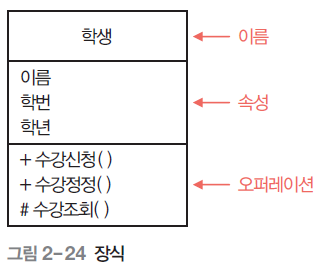 학생
이름
이름
학번
학년
속성
+ 수강신청( )
+ 수강정정( )
# 수강조회( )
오퍼레이션
그림 2-24 장식